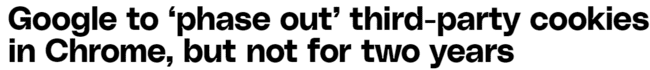 Google to ‘phase out’ third-party cookies
in Chrome, but not for two years